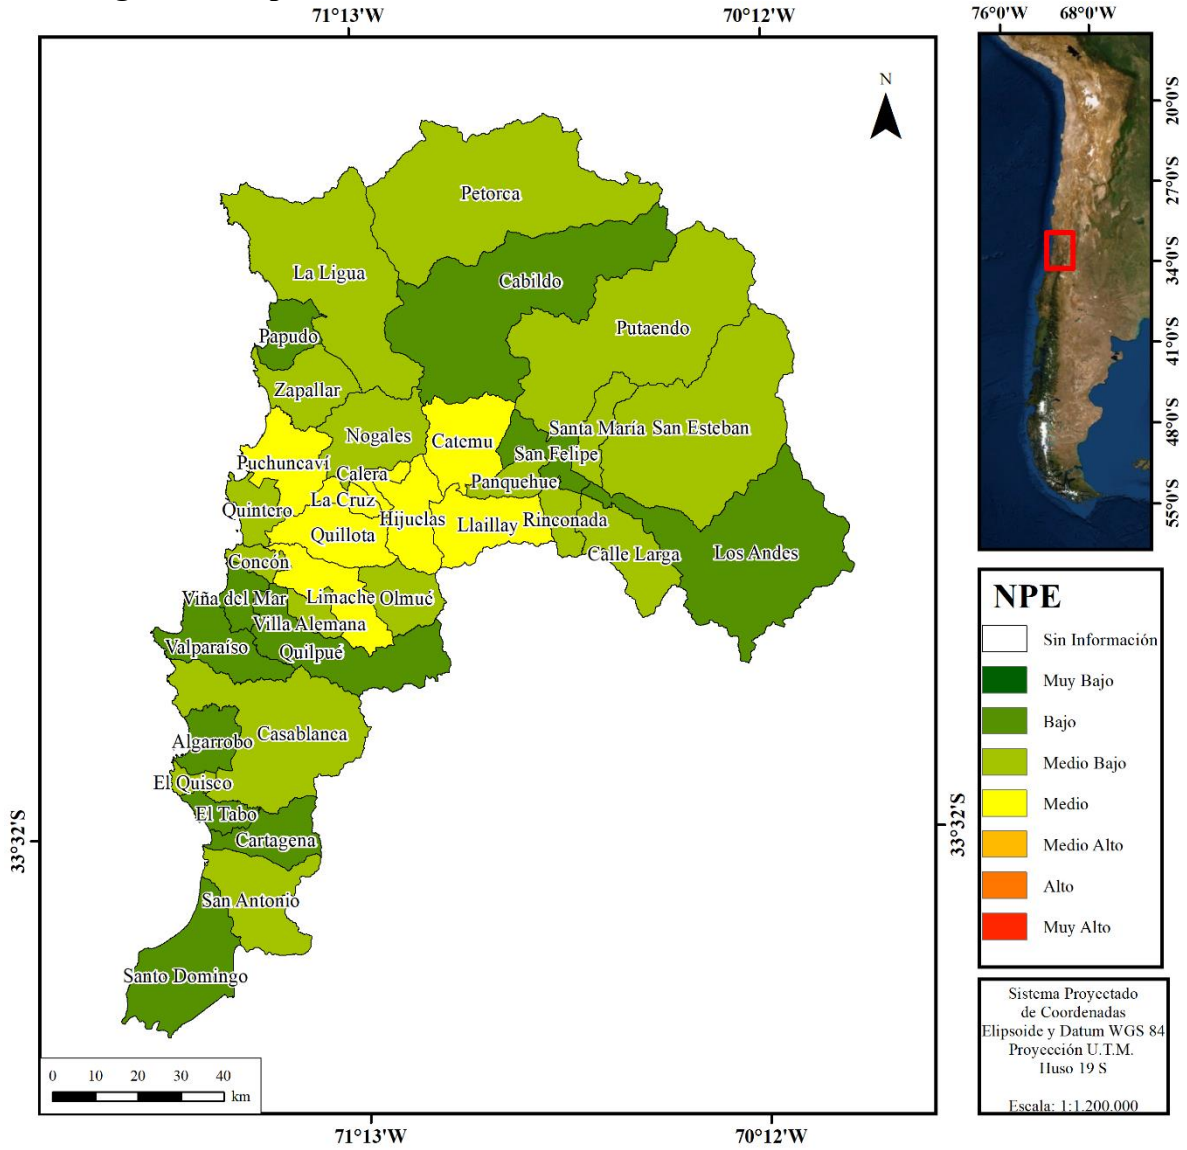 71°13'W
70°12'W
76°0'W
68°0'W
N
20°0'S
27°0'S
34°0'S
41°0'S
48°0'S
55°0'S
Petorca
La Ligua
Cabildo
Papudo
Putaendo
Zapallar
Nogales
Catemu
Santa María
San Esteban
San Felipe
Puchuncaví
Calera
Panquehue
La Cruz
Quintero
Hijuelas
Llaillay
Rinconada
Quillota
Calle Larga
Los Andes
Concón
Viña del Mar
Limache
Olmué
Villa Alemana
Valparaíso
Quilpué
Casablanca
Algarrobo
El Quisco
El Tabo
Cartagena
San Antonio
Santo Domingo
33°32'S
33°32'S
0 10 20 30 40
km
71°13'W
70°12'W
NPE
Sin Información
Muy Bajo
Bajo
Medio Bajo
Medio
Medio Alto
Alto
Muy Alto
Sistema Proyectado
de Coordenadas
Elipsoide y Datum WGS 84
Proyección U.T.M.
Huso 19 S
Escala: 1:1.200.000